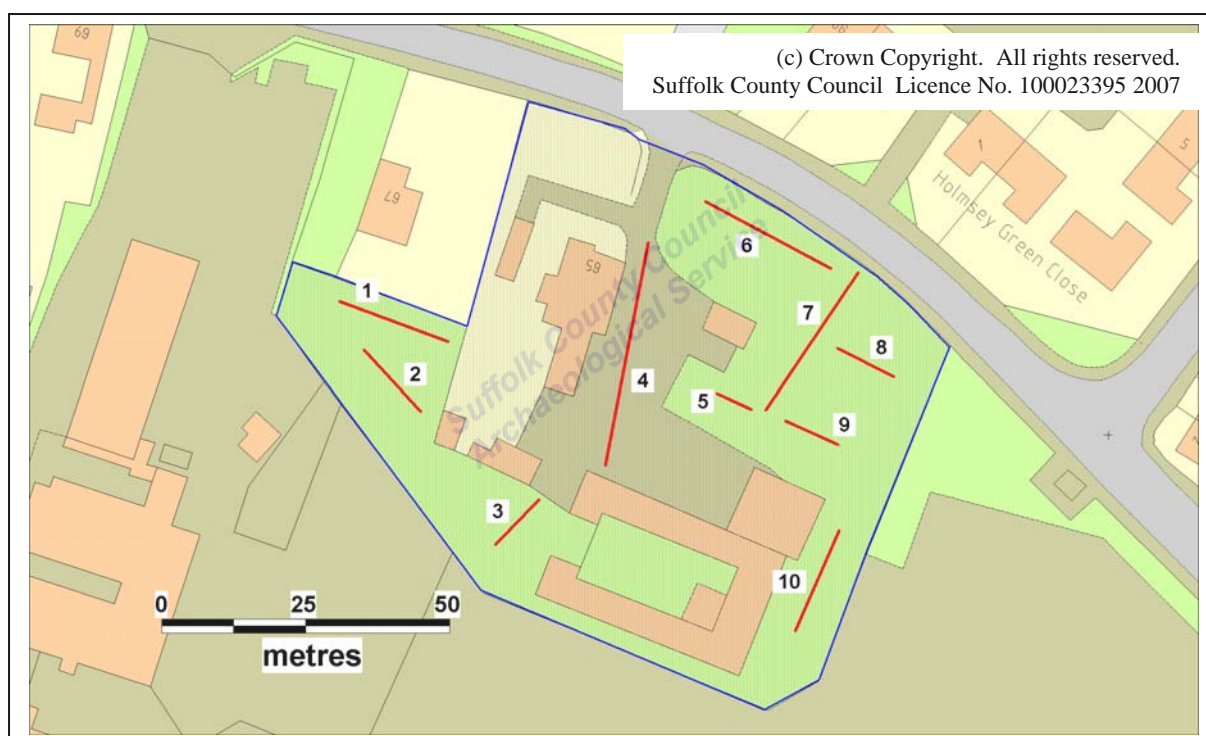 (c) Crown Copyright. All rights reserved.
Suffolk County Council Licence No. 100023395 2007
69
67
65
1
5
Holmsey Green Close
Suffolk County Council
Archaeological Service
1
2
3
4
5
6
7
8
9
10
0 25 50
metres